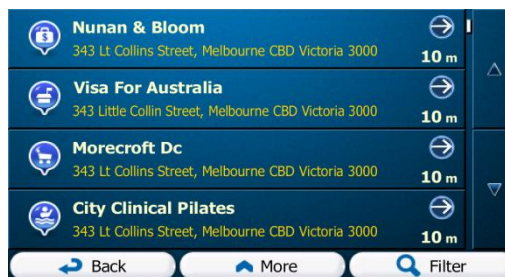 Nunan & Bloom
343 Lt Collins Street, Melbourne CBD Victoria 3000
10 m
Visa For Australia
343 Little Collin Street, Melbourne CBD Victoria 3000
10 m
Morecroft Dc
343 Lt Collins Street, Melbourne CBD Victoria 3000
10 m
City Clinical Pilates
343 Lt Collins Street, Melbourne CBD Victoria 3000
10 m
Back More Filter